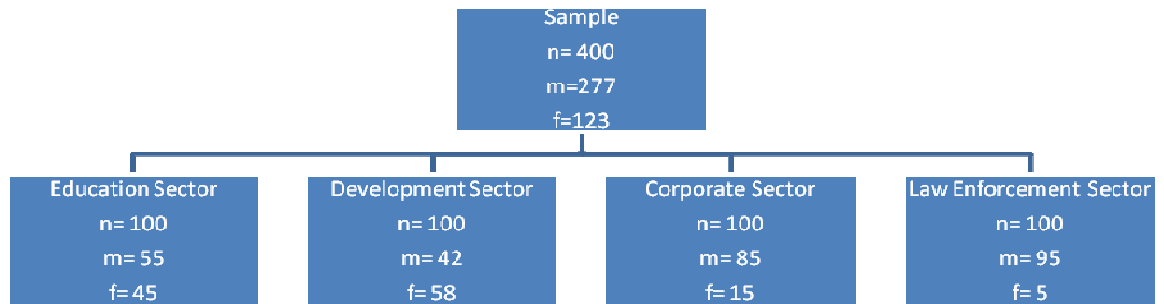 Sample
n= 400
m=277
f=123
Education Sector
n= 100
m= 55
f= 45
Development Sector
n= 100
m= 42
f= 58
Corporate Sector
n= 100
m= 85
f= 15
Law Enforcement Sector
n= 100
m= 95
f= 5